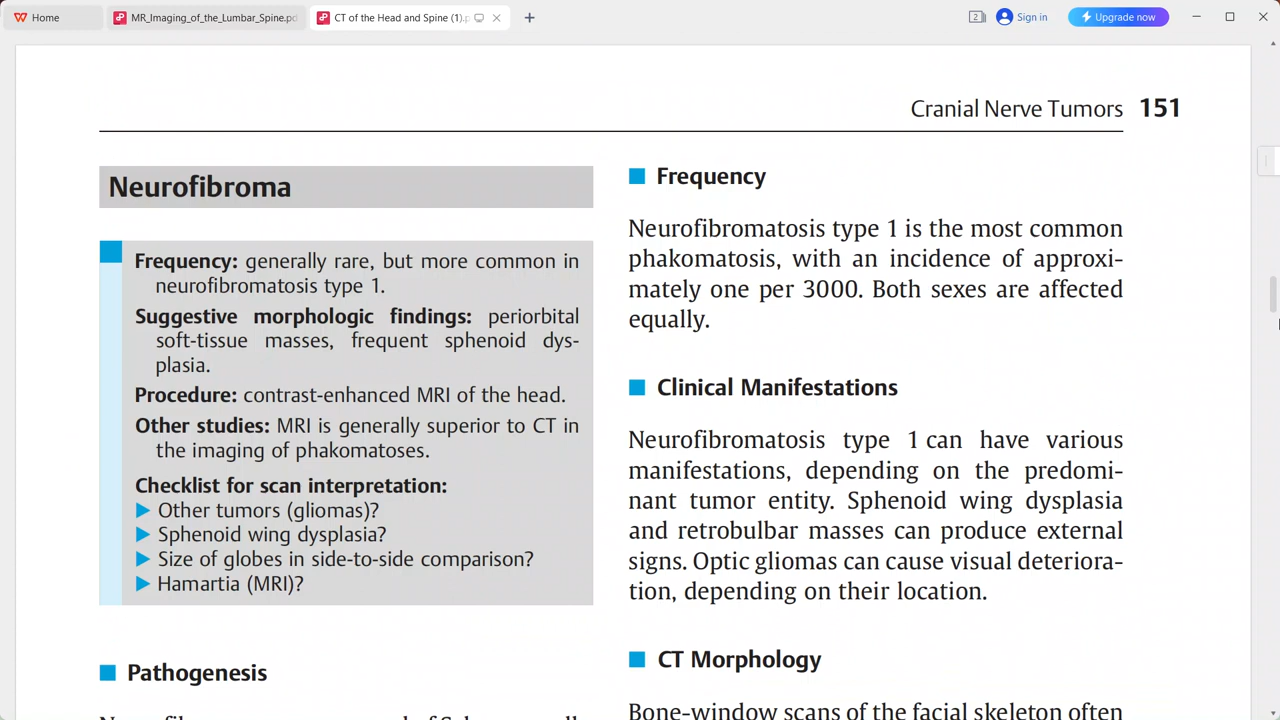 Home
MR_Imaging_of_the_Lumbar_Spine.pd
CT of the Head and Spine (1).p
Sign in
Upgrade now
Cranial Nerve Tumors 151
Neurofibroma
Frequency: generally rare, but more common in
neurofibromatosis type 1.
Suggestive morphologic findings: periorbital
soft-tissue masses, frequent sphenoid dys-
plasia.
Procedure: contrast-enhanced MRI of the head.
Other studies: MRI is generally superior to CT in
the imaging of phakomatoses.
Checklist for scan interpretation:
▶ Other tumors (gliomas)?
▶ Sphenoid wing dysplasia?
▶ Size of globes in side-to-side comparison?
▶ Hamartia (MRI)?
Pathogenesis
Frequency
Neurofibromatosis type 1 is the most common
phakomatosis, with an incidence of approxi-
mately one per 3000. Both sexes are affected
equally.
Clinical Manifestations
Neurofibromatosis type 1 can have various
manifestations, depending on the predomi-
nant tumor entity. Sphenoid wing dysplasia
and retrobulbar masses can produce external
signs. Optic gliomas can cause visual deteriora-
tion, depending on their location.
CT Morphology
Bone-window scans of the facial skeleton often